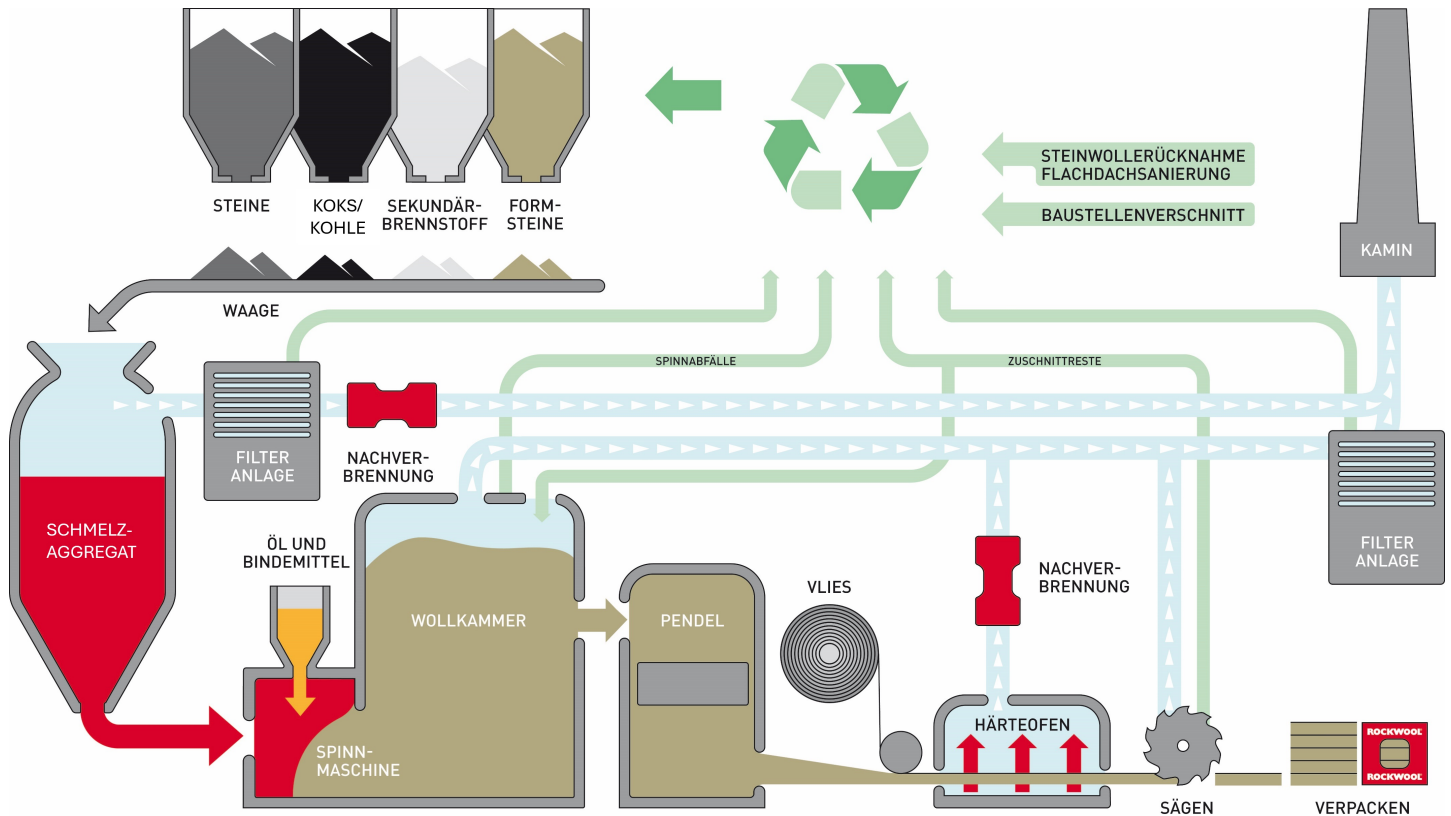 STEINE
KOKS/
KOHLE
SEKUNDÄR-
BRENNSTOFF
FORM-
STEINE
STEINWOLLERÜCKNAHME
FLACHDACHSANIERUNG
BAUSTELLENVERSCHNITT
KAMIN
WAAGE
SPINNABFÄLLE
ZUSCHNITTRESTE
FILTER
ANLAGE
NACHVER-
BRENNUNG
SCHMELZ-
AGGREGAT
ÖL UND
BINDEMITTEL
FILTER
ANLAGE
WOLLKAMMER
PENDEL
VLIES
NACHVER-
BRENNUNG
SPINN-
MASCHINE
HÄRTEOFEN
ROCKWOOL
ROCKWOOL
SÄGEN
VERPACKEN